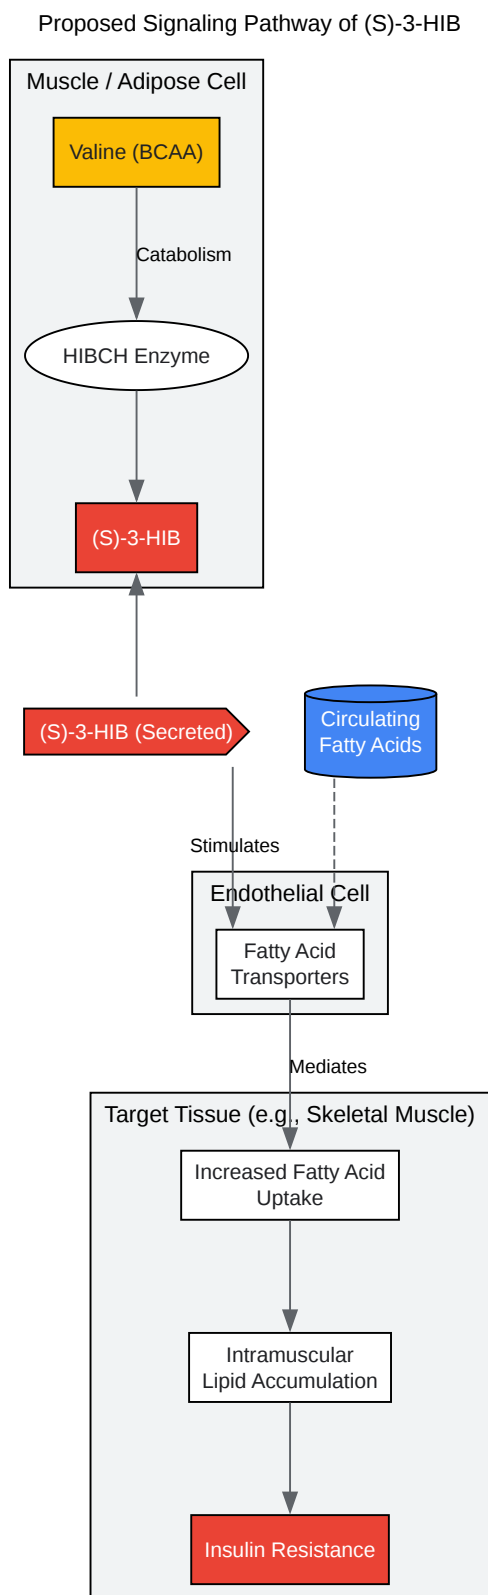 Proposed Signaling Pathway of (S)-3-HIB
Muscle / Adipose Cell
Valine (BCAA)
Catabolism
HIBCH Enzyme
(S)-3-HIB
(S)-3-HIB (Secreted)
Circulating
Fatty Acids
Stimulates
Endothelial Cell
Fatty Acid
Transporters
Mediates
Target Tissue (e.g., Skeletal Muscle)
Increased Fatty Acid
Uptake
Intramuscular
Lipid Accumulation
Insulin Resistance